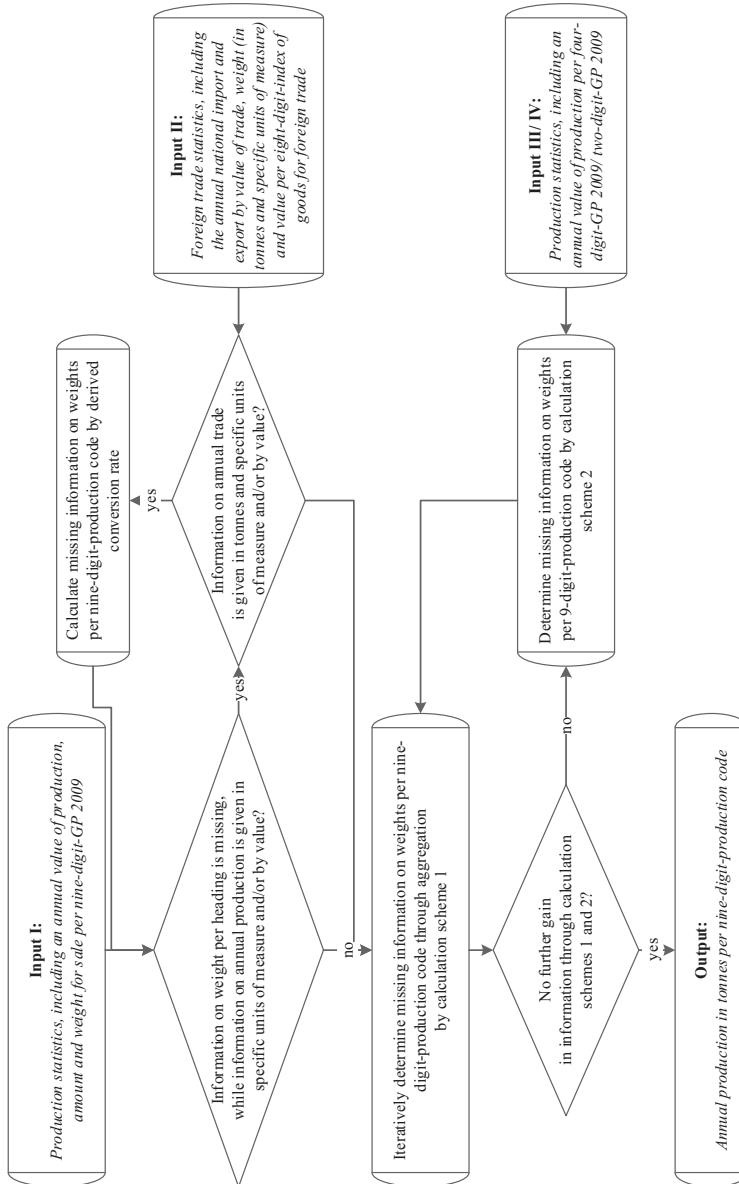 Input I:
Production statistics, including an annual value of production,
amount and weight for sale per nine-digit-GP 2009
Calculate missing information on weights
per nine-digit-production code by derived
conversion rate
Input II:
Foreign trade statistics, including
the annual national import and
export by value of trade, weight (in
tonnes and specific units of measure)
and value per eight-digit-index of
goods for foreign trade
Information on weight per heading is missing,
while information on annual production is given in
specific units of measure and/or by value?
yes
Information on annual trade
is given in tonnes and specific units
of measure and/or by value?
yes
no
Iteratively determine missing information on weights per nine-
digit-production code through aggregation
by calculation scheme 1
Determine missing information on weights
per 9-digit-production code by calculation
scheme 2
Input III/ IV:
Production statistics, including an
annual value of production per four-
digit-GP 2009/ two-digit-GP 2009
No further gain
in information through calculation
schemes 1 and 2?
no
yes
Output:
Annual production in tonnes per nine-digit-production code